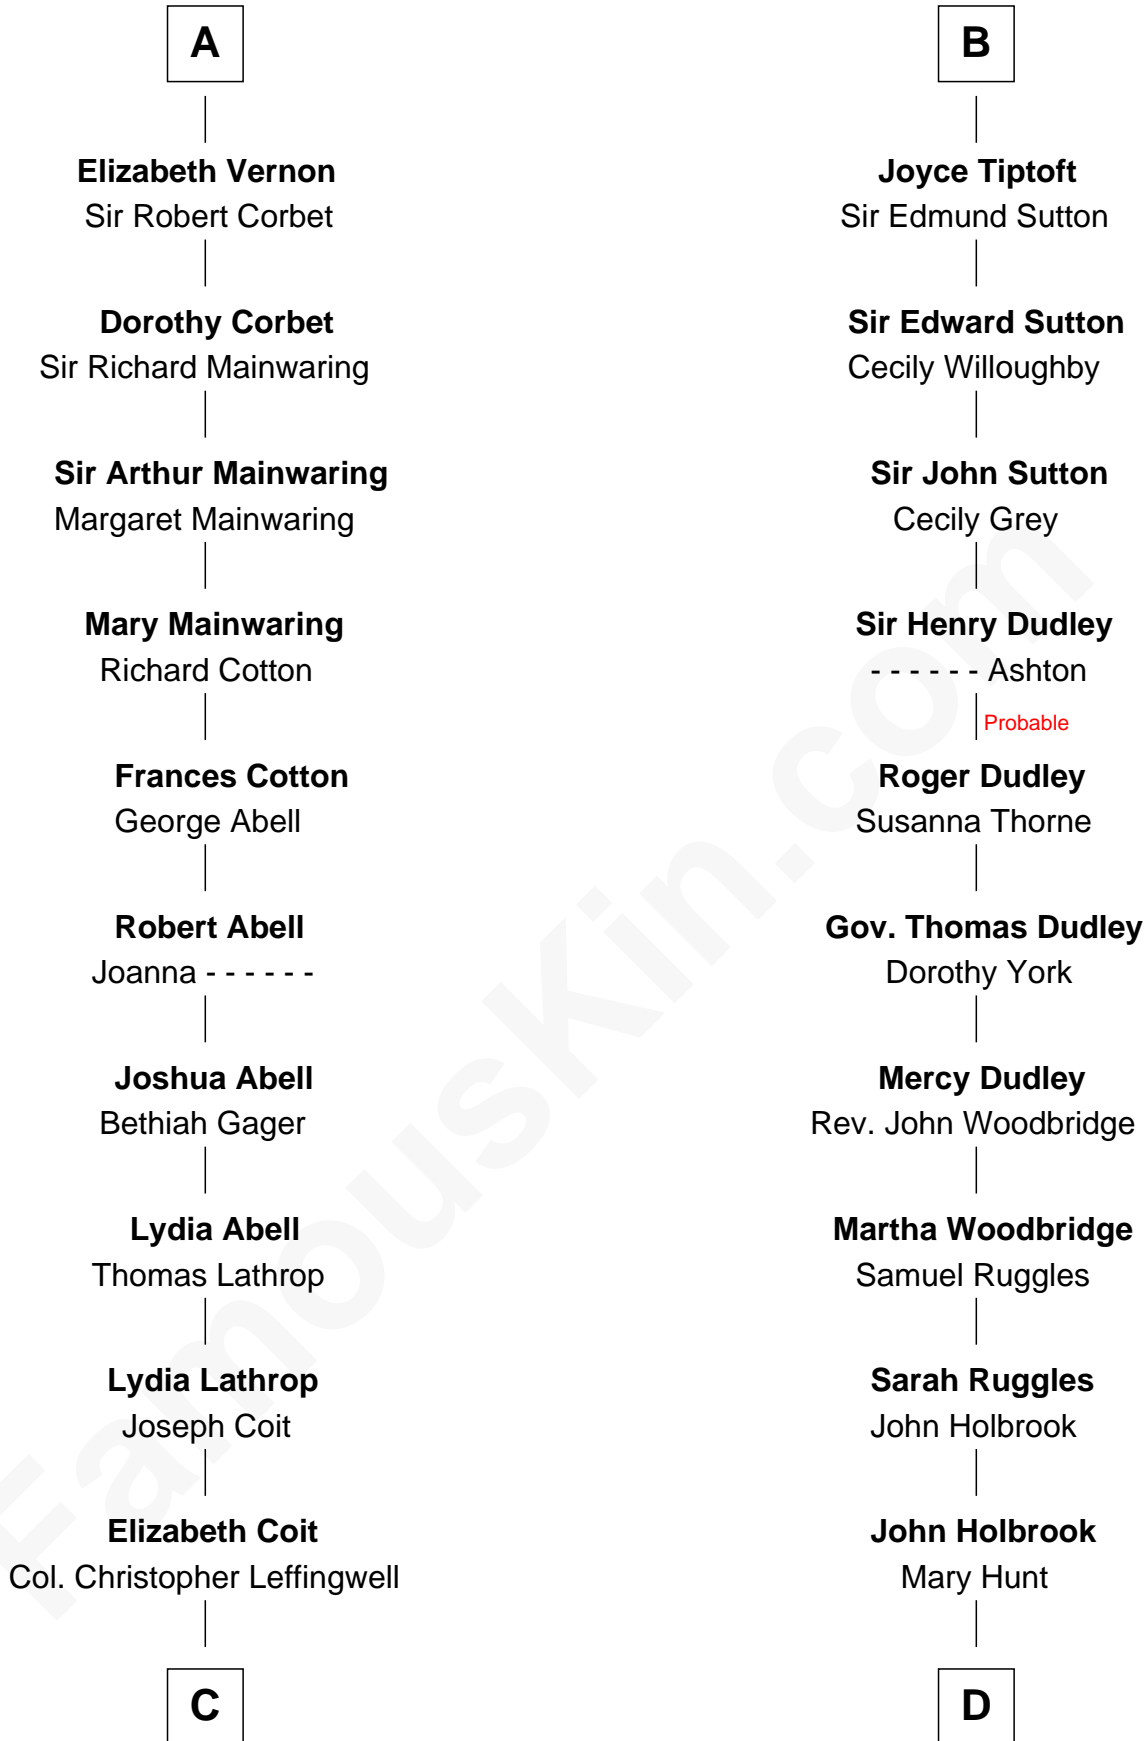 A
Elizabeth Vernon
Sir Robert Corbet
Dorothy Corbet
Sir Richard Mainwaring
Sir Arthur Mainwaring
Margaret Mainwaring
Mary Mainwaring
Richard Cotton
Frances Cotton
George Abell
Robert Abell
Joanna - - - - - -
Joshua Abell
Bethiah Gager
Lydia Abell
Thomas Lathrop
Lydia Lathrop
Joseph Coit
Elizabeth Coit
Col. Christopher Leffingwell
C
B
Joyce Tiptoft
Sir Edmund Sutton
Sir Edward Sutton
Cecily Willoughby
Sir John Sutton
Cecily Grey
Sir Henry Dudley
- - - - - - Ashton
Probable
Roger Dudley
Susanna Thorne
Gov. Thomas Dudley
Dorothy York
Mercy Dudley
Rev. John Woodbridge
Martha Woodbridge
Samuel Ruggles
Sarah Ruggles
John Holbrook
John Holbrook
Mary Hunt
D
FamousKin.com